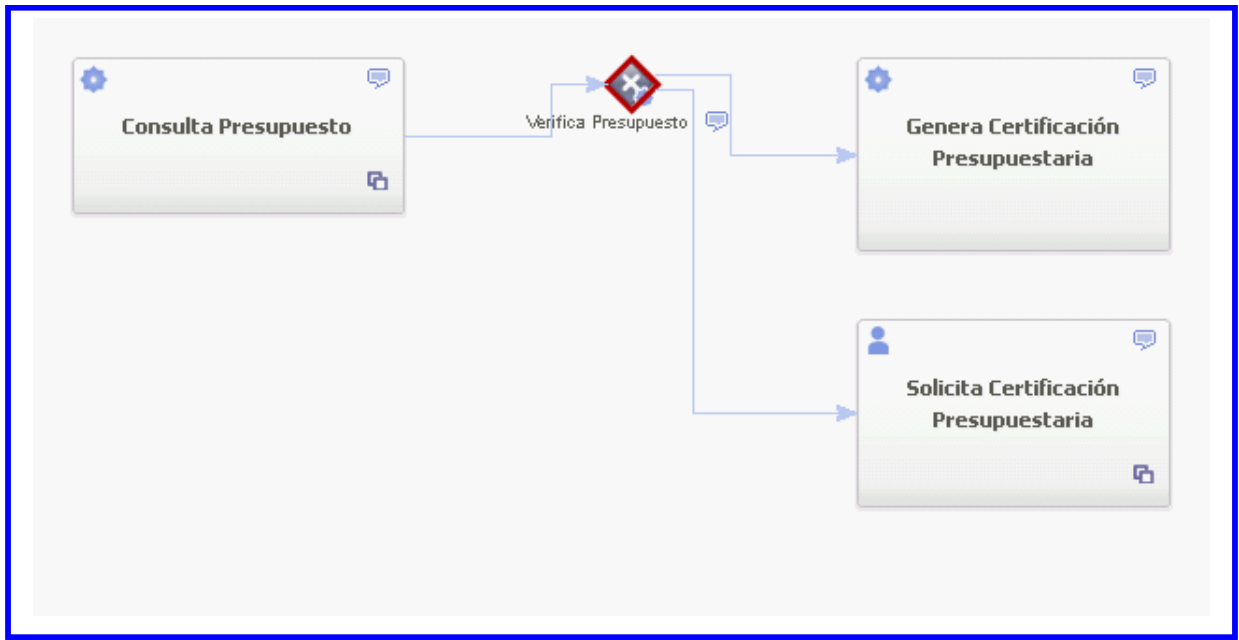 Consulta Presupuesto
Verifica Presupuesto
Genera Certificación
Presupuestaria
Solicita Certificación
Presupuestaria